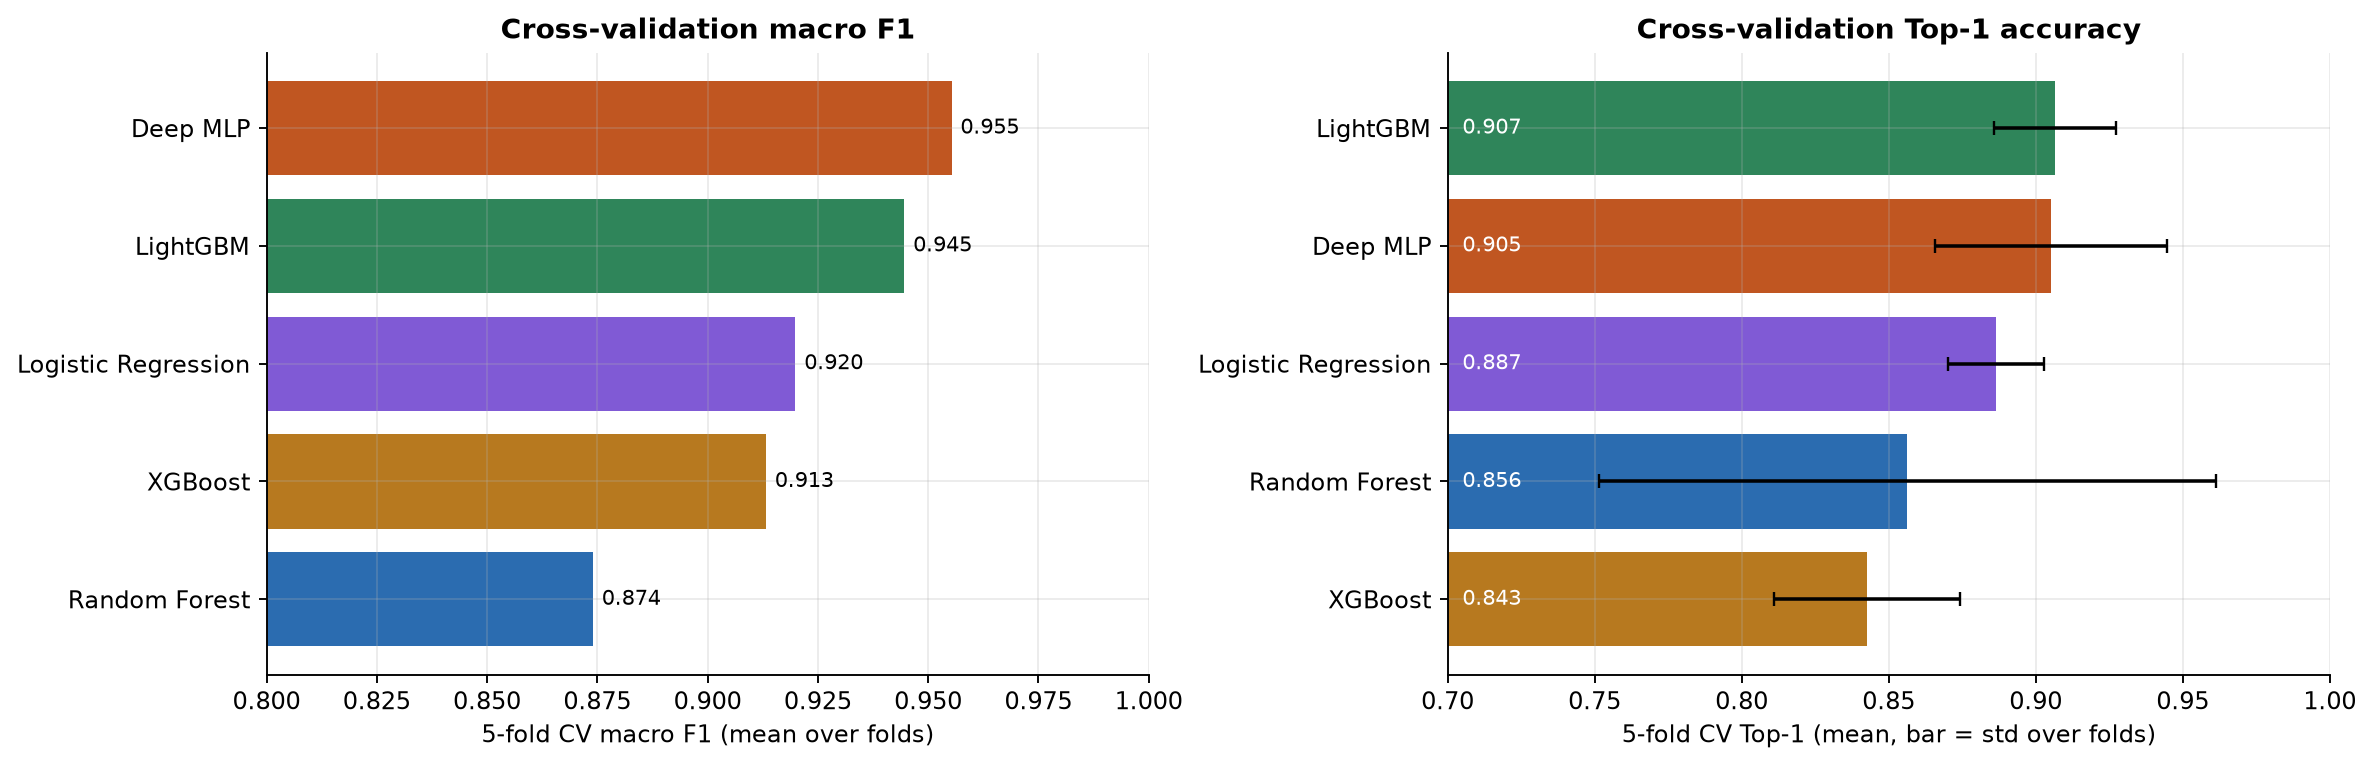 Cross-validation macro F1
Deep MLP
0.955
LightGBM
0.945
Logistic Regression
0.920
XGBoost
0.913
Random Forest
0.874
0.800 0.825 0.850 0.875 0.900 0.925 0.950 0.975 1.000
5-fold CV macro F1 (mean over folds)
Cross-validation Top-1 accuracy
LightGBM
0.907
Deep MLP
0.905
Logistic Regression
0.887
Random Forest
0.856
XGBoost
0.843
0.70 0.75 0.80 0.85 0.90 0.95 1.00
5-fold CV Top-1 (mean, bar = std over folds)